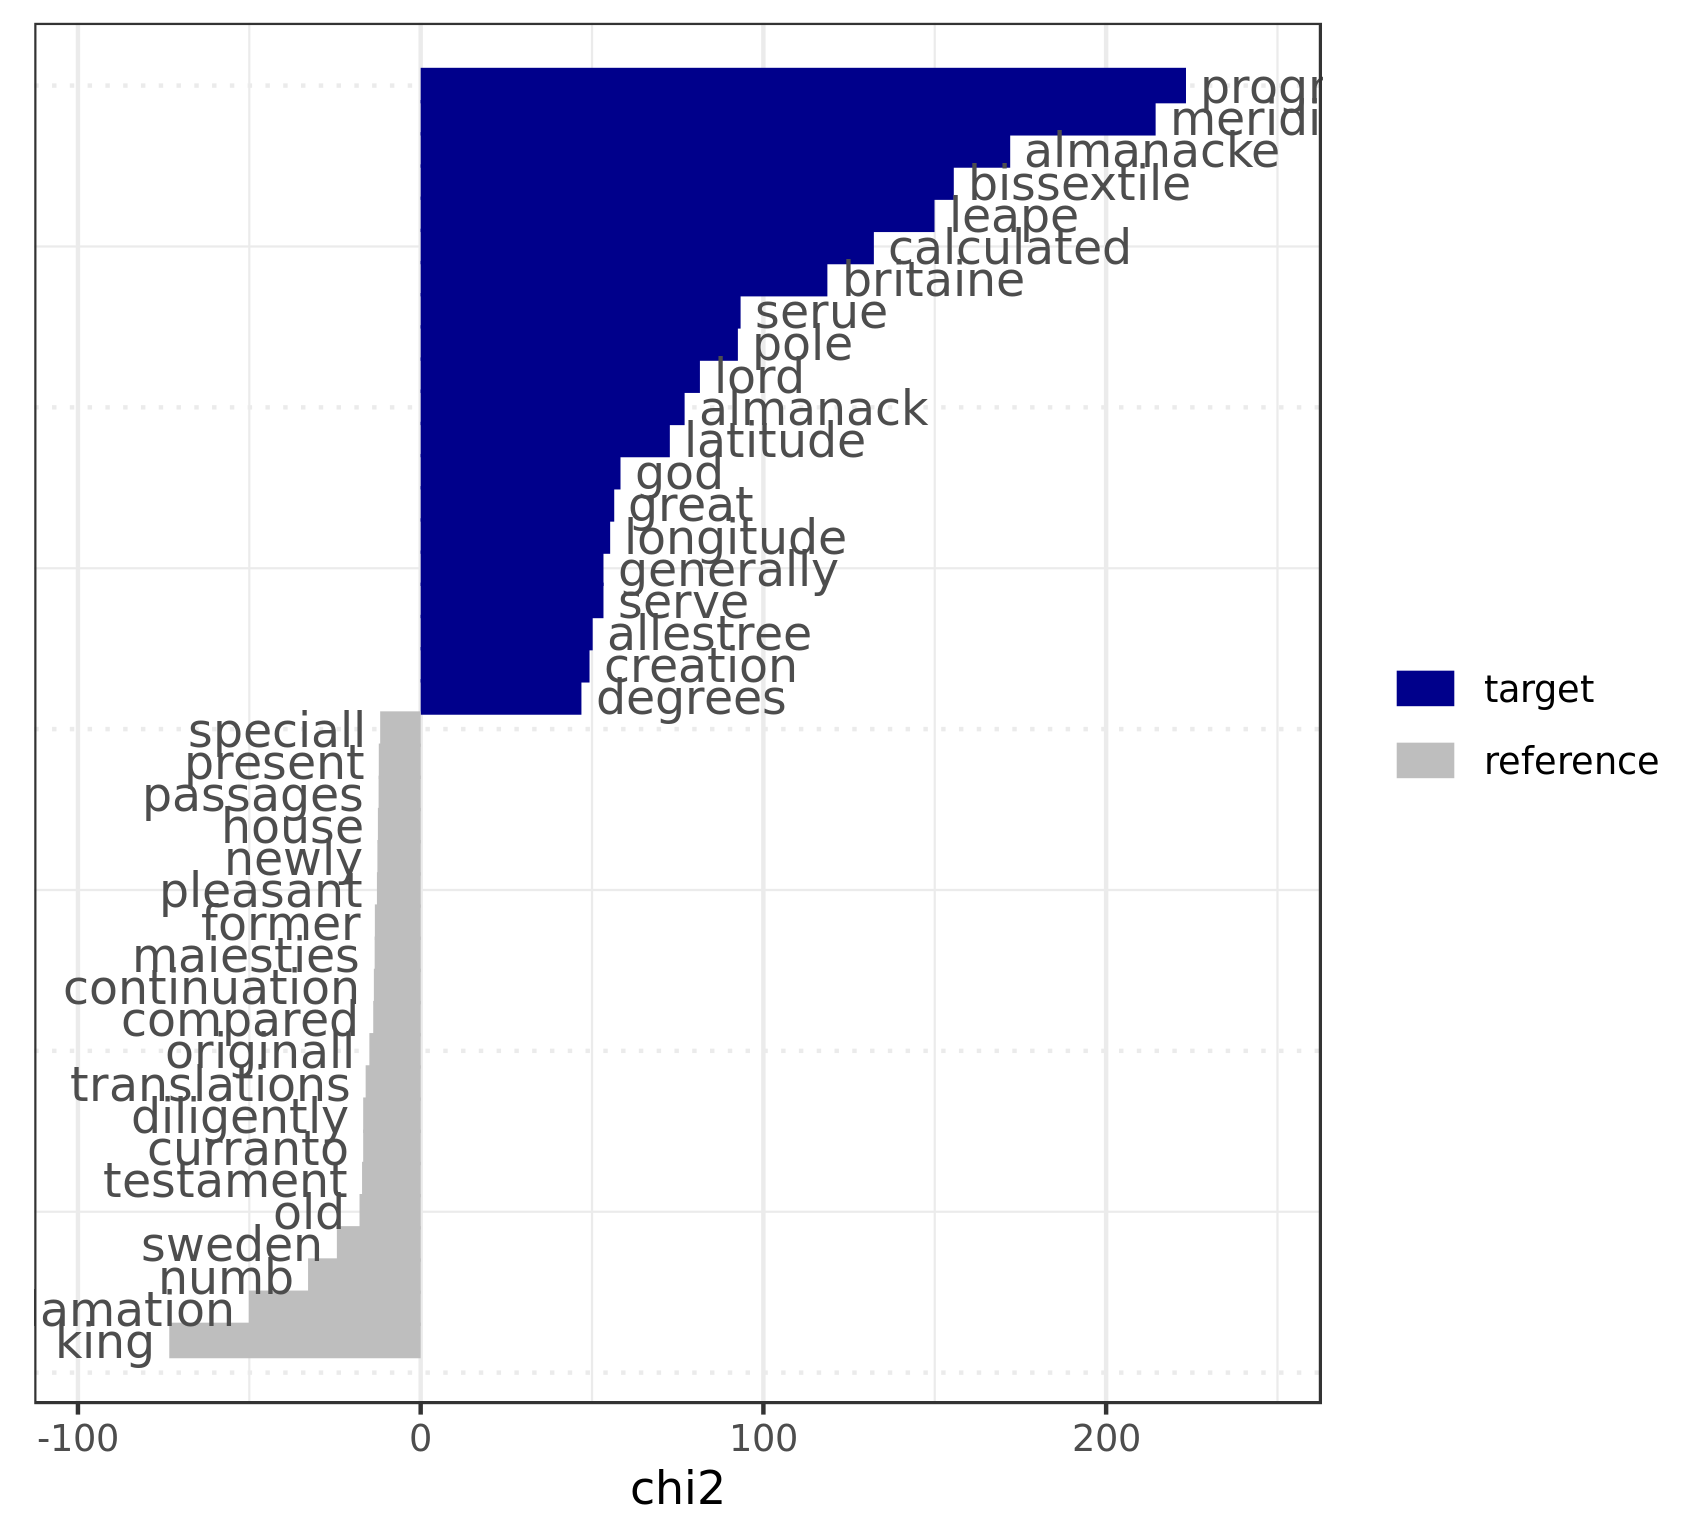 progr
meridi
almanacke
bissextile
leape
calculated
britaine
serue
pole
lord
almanack
latitude
god
great
longitude
generally
serve
allestree
creation
degrees
speciall
present
passages
house
newly
pleasant
former
maiesties
continuation
compared
originall
translations
diligently
curranto
testament
old
sweden
numb
amation
king
target
reference
-100 0 100 200
chi2